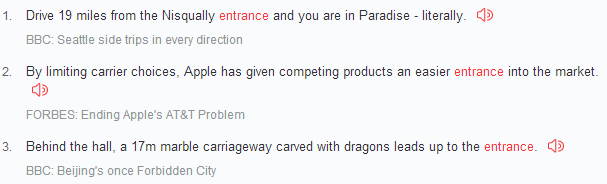 1. Drive 19 miles from the Nisqually entrance and you are in Paradise - literally.
BBC: Seattle side trips in every direction
2. By limiting carrier choices, Apple has given competing products an easier entrance into the market.
FORBES: Ending Apple's AT&T Problem
3. Behind the hall, a 17m marble carriageway carved with dragons leads up to the entrance.
BBC: Beijing's once Forbidden City